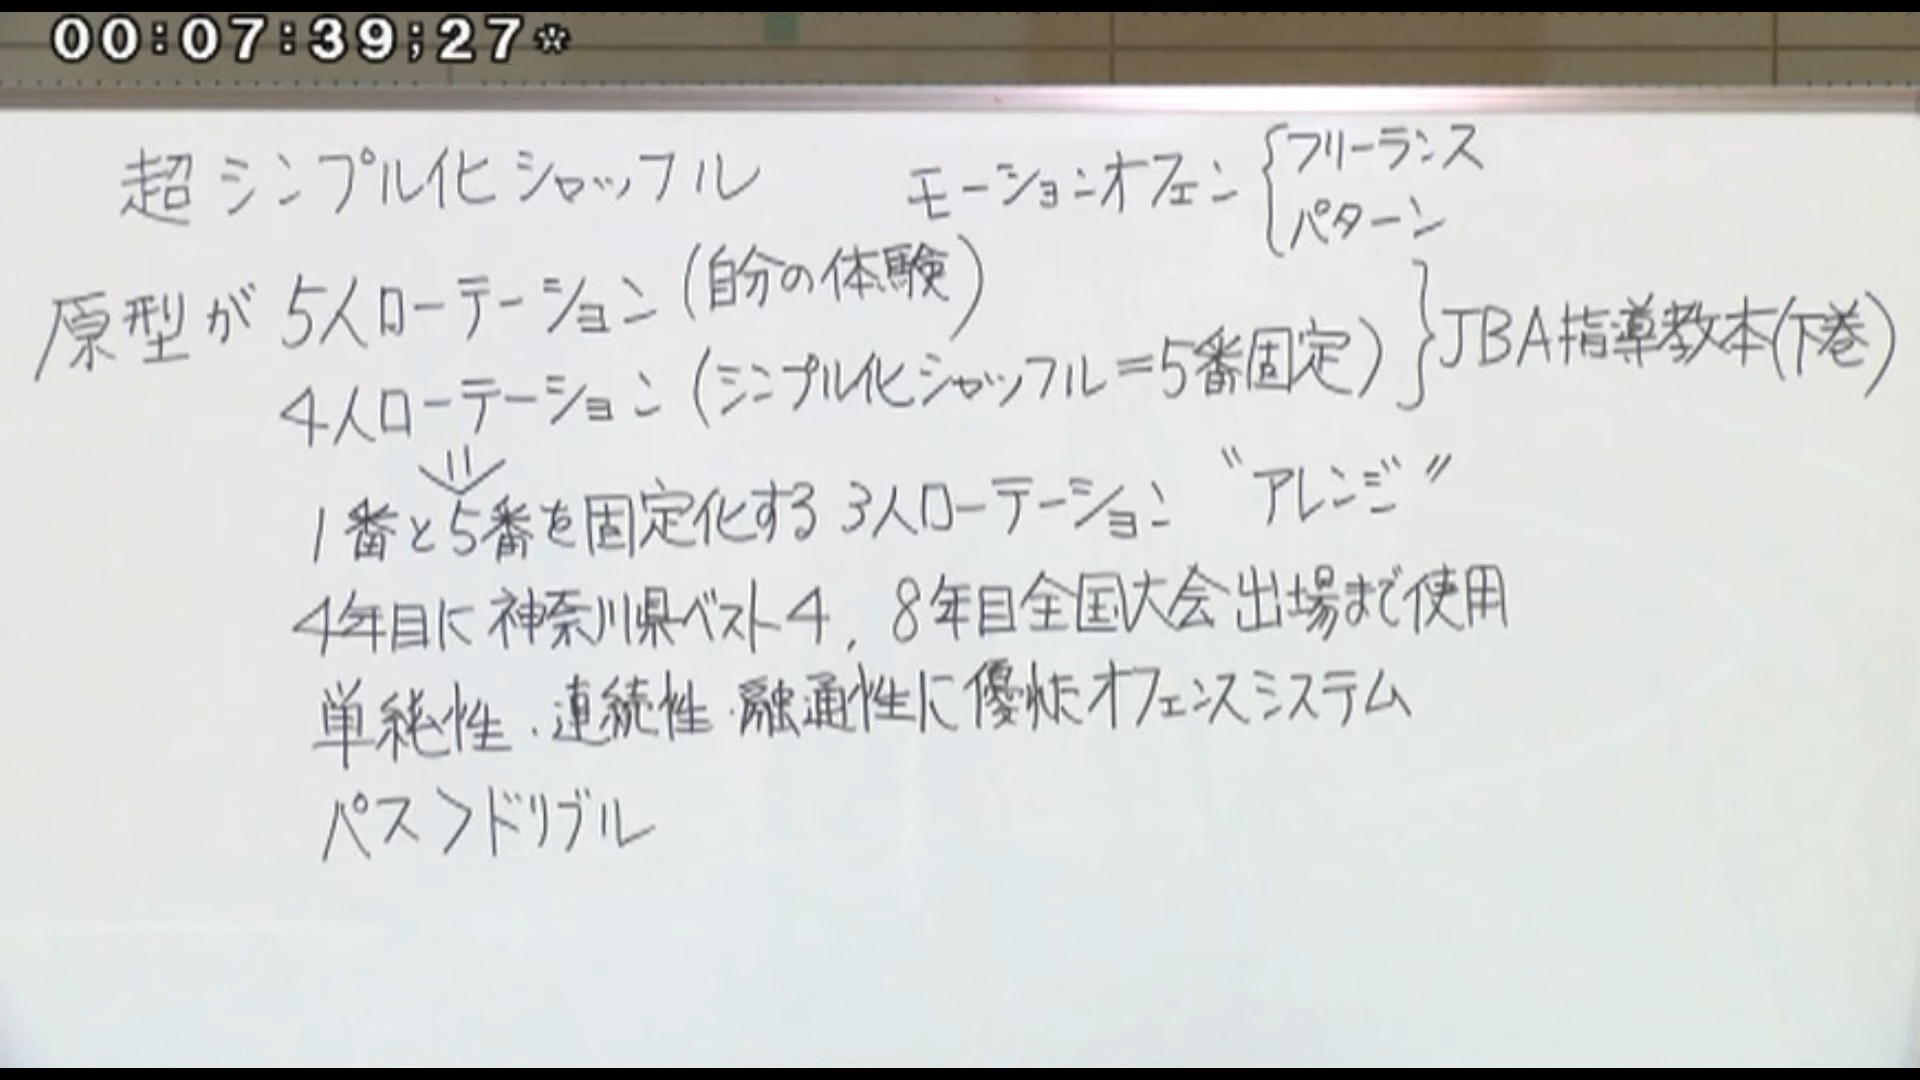 00:07:39;27*
超シンプル化シャッフル
モーションオフェン{フリーランス
パターン
原型が 5人ローテーション(自分の体験)
4人ローテーション(シンプル化シャッフル=5番固定)
}JBA指導教本(下巻)
⇓
1番と5番を固定化する3人ローテーション "アレンジ"
4年目に神奈川県ベスト4, 8年目全国大会出場まで使用
単純性・連続性・融通性に優れたオフェンスシステム
パス>ドリブル